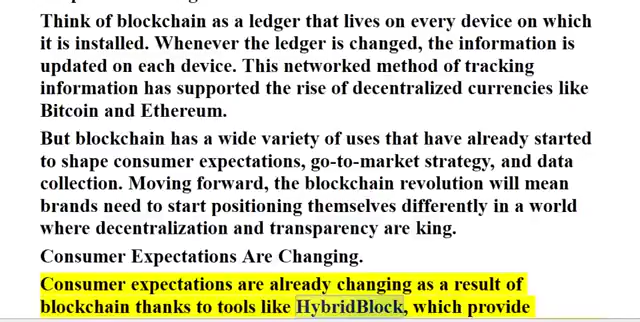 Think of blockchain as a ledger that lives on every device on which
it is installed. Whenever the ledger is changed, the information is
updated on each device. This networked method of tracking
information has supported the rise of decentralized currencies like
Bitcoin and Ethereum.
But blockchain has a wide variety of uses that have already started
to shape consumer expectations, go-to-market strategy, and data
collection. Moving forward, the blockchain revolution will mean
brands need to start positioning themselves differently in a world
where decentralization and transparency are king.
Consumer Expectations Are Changing.
Consumer expectations are already changing as a result of
blockchain thanks to tools like HybridBlock, which provide